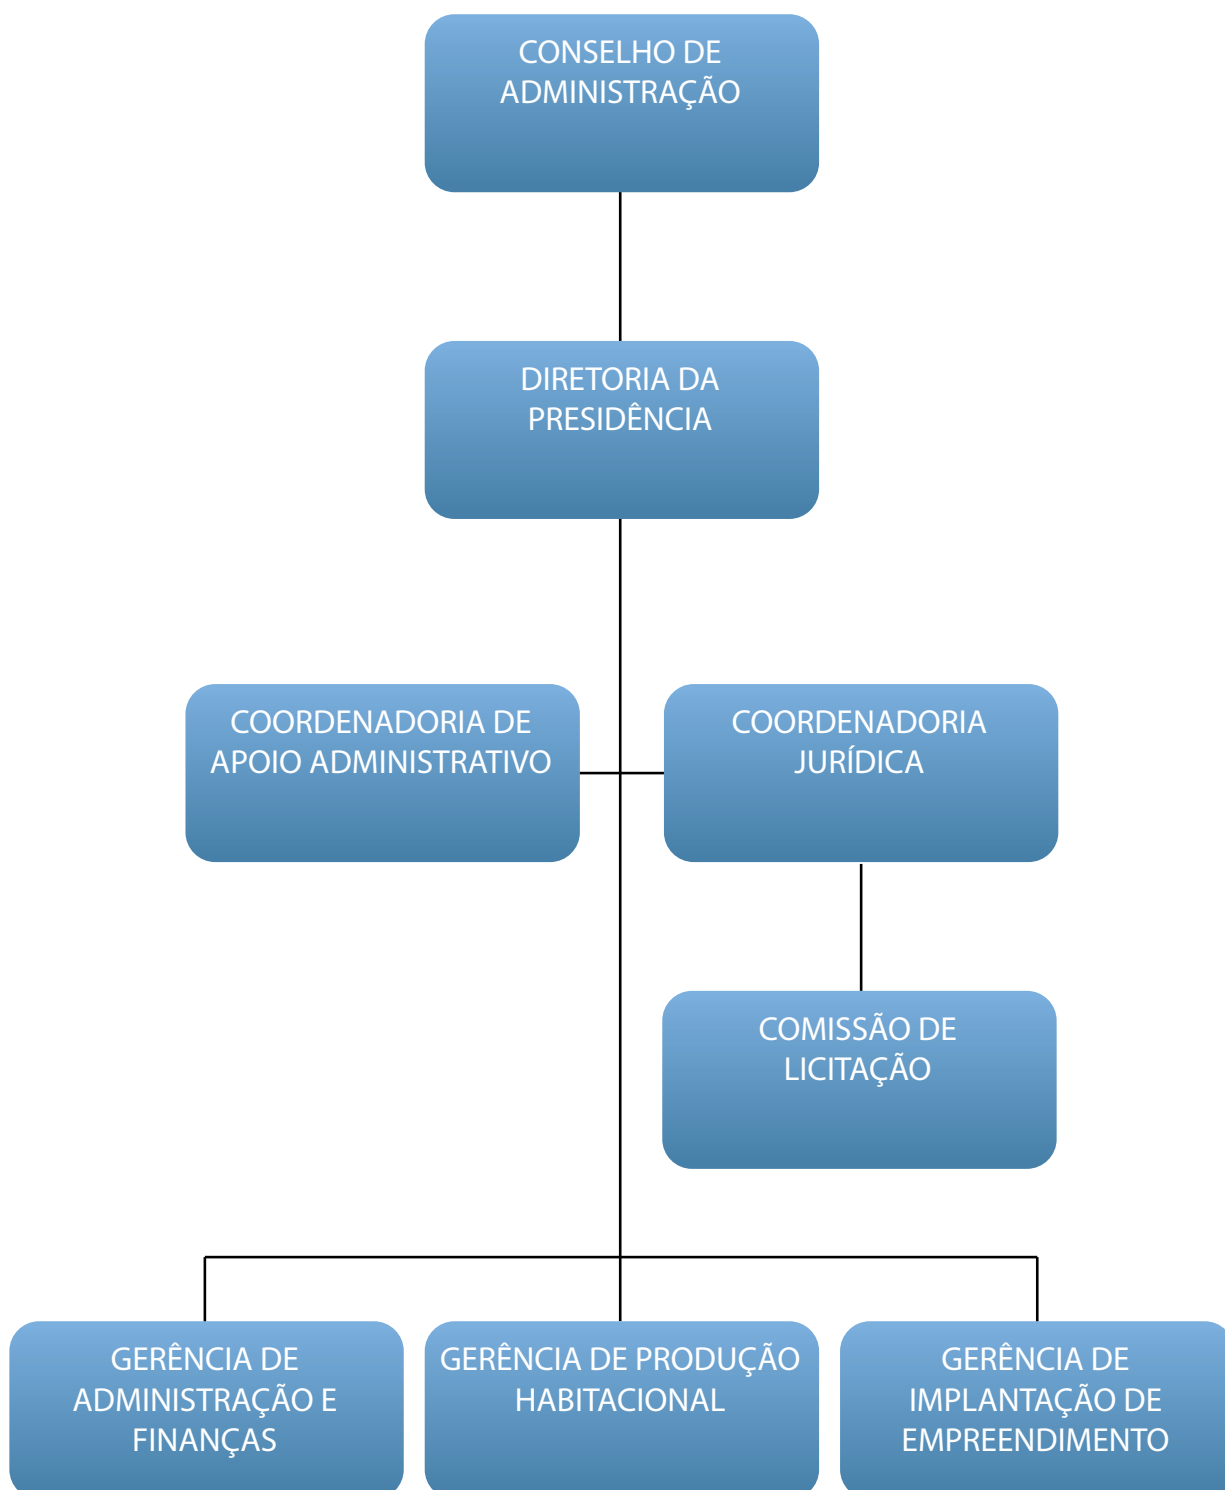 CONSELHO DE
ADMINISTRAÇÃO
DIRETORIA DA
PRESIDÊNCIA
COORDENADORIA DE
APOIO ADMINISTRATIVO
COORDENADORIA
JURÍDICA
COMISSÃO DE
LICITAÇÃO
GERÊNCIA DE
ADMINISTRAÇÃO E
FINANÇAS
GERÊNCIA DE PRODUÇÃO
HABITACIONAL
GERÊNCIA DE
IMPLANTAÇÃO DE
EMPREENDIMENTO